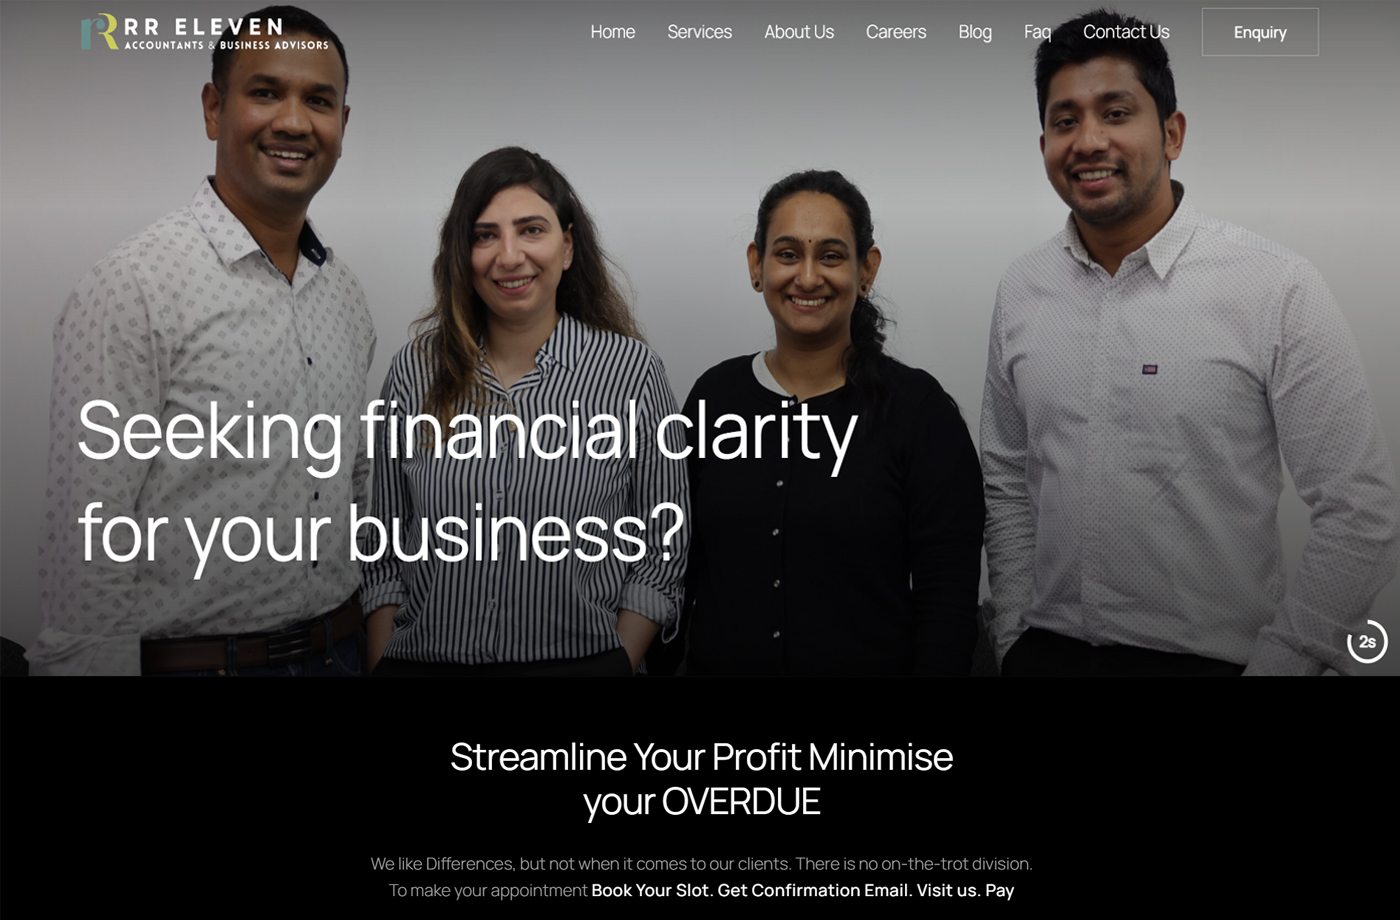 RR ELEVEN
ACCOUNTANTS & BUSINESS ADVISORS
Home Services About Us Careers Blog Faq Contact Us Enquiry
Seeking financial clarity
for your business?
2s
Streamline Your Profit Minimise
your OVERDUE
We like Differences, but not when it comes to our clients. There is no on-the-trot division.
To make your appointment Book Your Slot. Get Confirmation Email. Visit us. Pay